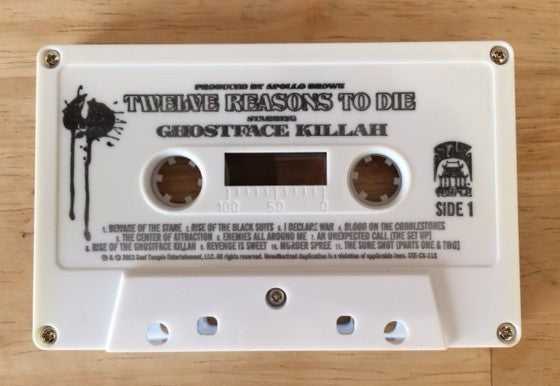 PRODUCED BY APOLLO BROWN
TWELVE REASONS TO DIE
STARRING
GHOSTFACE KILLAH
SOUL
TEMPLE
SIDE 1
100 50 0
1. BEWARE OF THE STARE 2. RISE OF THE BLACK SUITS 3. I DECLARE WAR 4. BLOOD ON THE COBBLESTONES
5. THE CENTER OF ATTRACTION 6. ENEMIES ALL AROUND ME 7. AN UNEXPECTED CALL (THE SET UP)
8. RISE OF THE GHOSTFACE KILLAH 9. REVENGE IS SWEET 10. MURDER SPREE 11. THE SURE SHOT (PARTS ONE & TWO)
℗ & © 2013 Soul Temple Entertainment, LLC. All rights reserved. Unauthorized duplication is a violation of applicable laws.